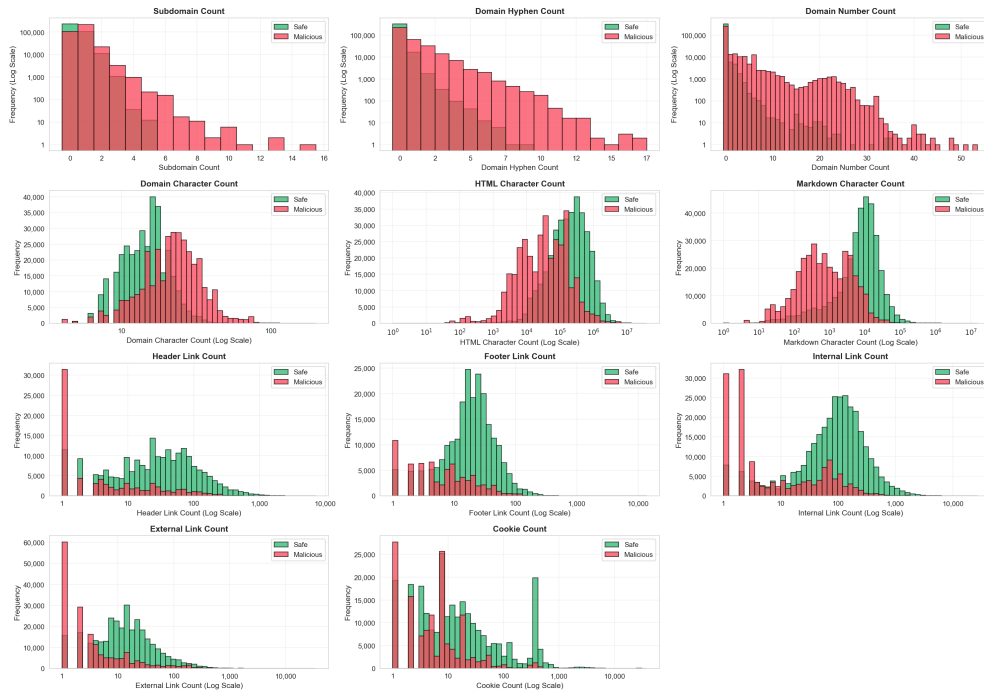 Subdomain Count
Frequency (Log Scale)
100,000
10,000
1,000
100
10
1
0 2 4 6 8 10 12 14 16
Subdomain Count
Safe
Malicious
Domain Hyphen Count
Frequency (Log Scale)
100,000
10,000
1,000
100
10
1
0 2 5 7 10 12 15 17
Domain Hyphen Count
Safe
Malicious
Domain Number Count
Frequency (Log Scale)
100,000
10,000
1,000
100
10
1
0 10 20 30 40 50
Domain Number Count
Safe
Malicious
Domain Character Count
Frequency
40,000
35,000
30,000
25,000
20,000
15,000
10,000
5,000
0
10 100
Domain Character Count (Log Scale)
Safe
Malicious
HTML Character Count
Frequency
40,000
35,000
30,000
25,000
20,000
15,000
10,000
5,000
0
10⁰ 10¹ 10² 10³ 10⁴ 10⁵ 10⁶ 10⁷
HTML Character Count (Log Scale)
Safe
Malicious
Markdown Character Count
Frequency
40,000
30,000
20,000
10,000
0
10⁰ 10¹ 10² 10³ 10⁴ 10⁵ 10⁶ 10⁷
Markdown Character Count (Log Scale)
Safe
Malicious
Header Link Count
Frequency
30,000
25,000
20,000
15,000
10,000
5,000
0
1 10 100 1,000 10,000
Header Link Count (Log Scale)
Safe
Malicious
Footer Link Count
Frequency
25,000
20,000
15,000
10,000
5,000
0
1 10 100 1,000 10,000
Footer Link Count (Log Scale)
Safe
Malicious
Internal Link Count
Frequency
30,000
25,000
20,000
15,000
10,000
5,000
0
1 10 100 1,000 10,000
Internal Link Count (Log Scale)
Safe
Malicious
External Link Count
Frequency
60,000
50,000
40,000
30,000
20,000
10,000
0
1 10 100 1,000 10,000
External Link Count (Log Scale)
Safe
Malicious
Cookie Count
Frequency
25,000
20,000
15,000
10,000
5,000
0
1 10 100 1,000 10,000
Cookie Count (Log Scale)
Safe
Malicious